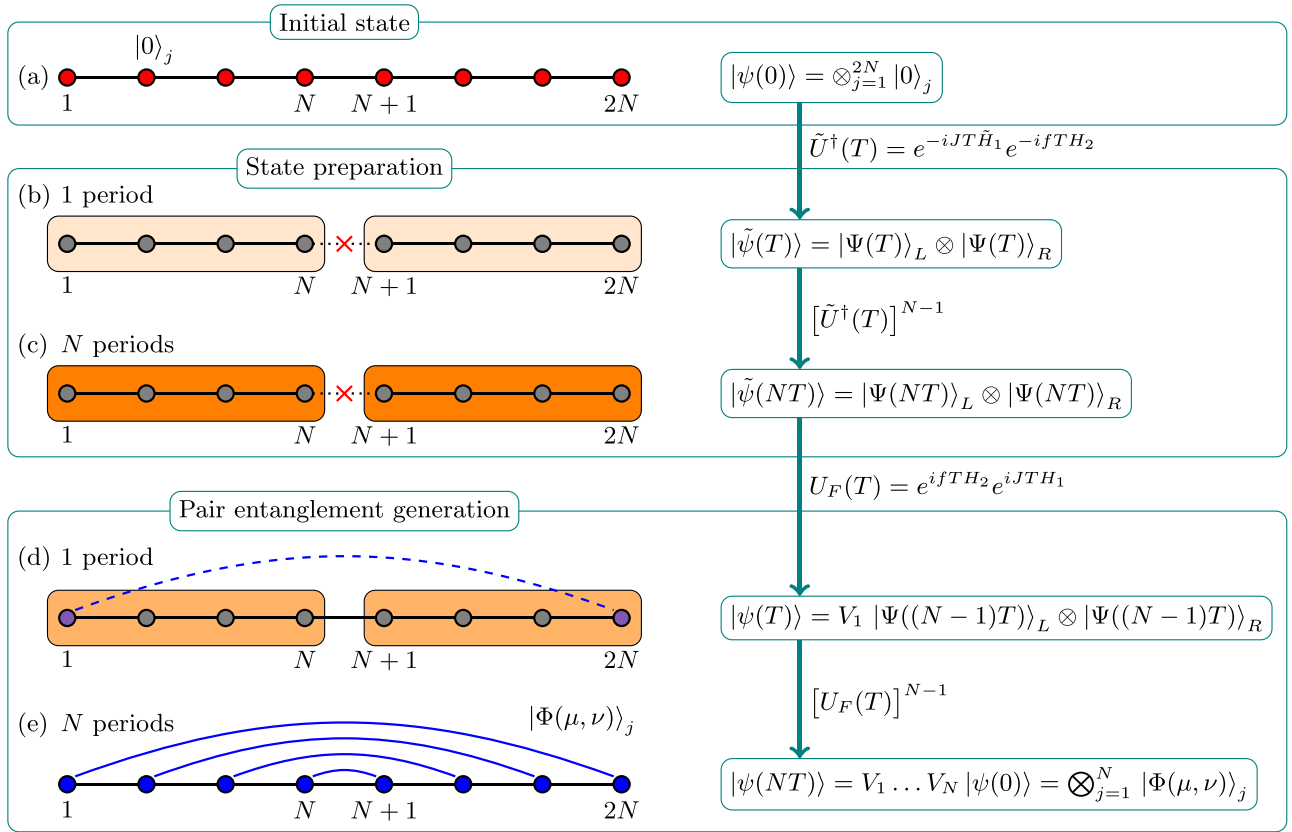 Initial state
|0⟩_j
(a)
1 N N + 1 2N
|ψ(0)⟩ = ⊗_{j=1}^{2N} |0⟩_j
Ũ†(T) = e^{−iJTH̃_1} e^{−ifTH_2}
State preparation
(b) 1 period
1 N N + 1 2N
|ψ̃(T)⟩ = |Ψ(T)⟩_L ⊗ |Ψ(T)⟩_R
[Ũ†(T)]^{N−1}
(c) N periods
1 N N + 1 2N
|ψ̃(NT)⟩ = |Ψ(NT)⟩_L ⊗ |Ψ(NT)⟩_R
U_F(T) = e^{ifTH_2} e^{iJTH_1}
Pair entanglement generation
(d) 1 period
1 N N + 1 2N
|ψ(T)⟩ = V_1 |Ψ((N − 1)T)⟩_L ⊗ |Ψ((N − 1)T)⟩_R
[U_F(T)]^{N−1}
(e) N periods
|Φ(μ, ν)⟩_j
1 N N + 1 2N
|ψ(NT)⟩ = V_1 … V_N |ψ(0)⟩ = ⨂_{j=1}^{N} |Φ(μ, ν)⟩_j